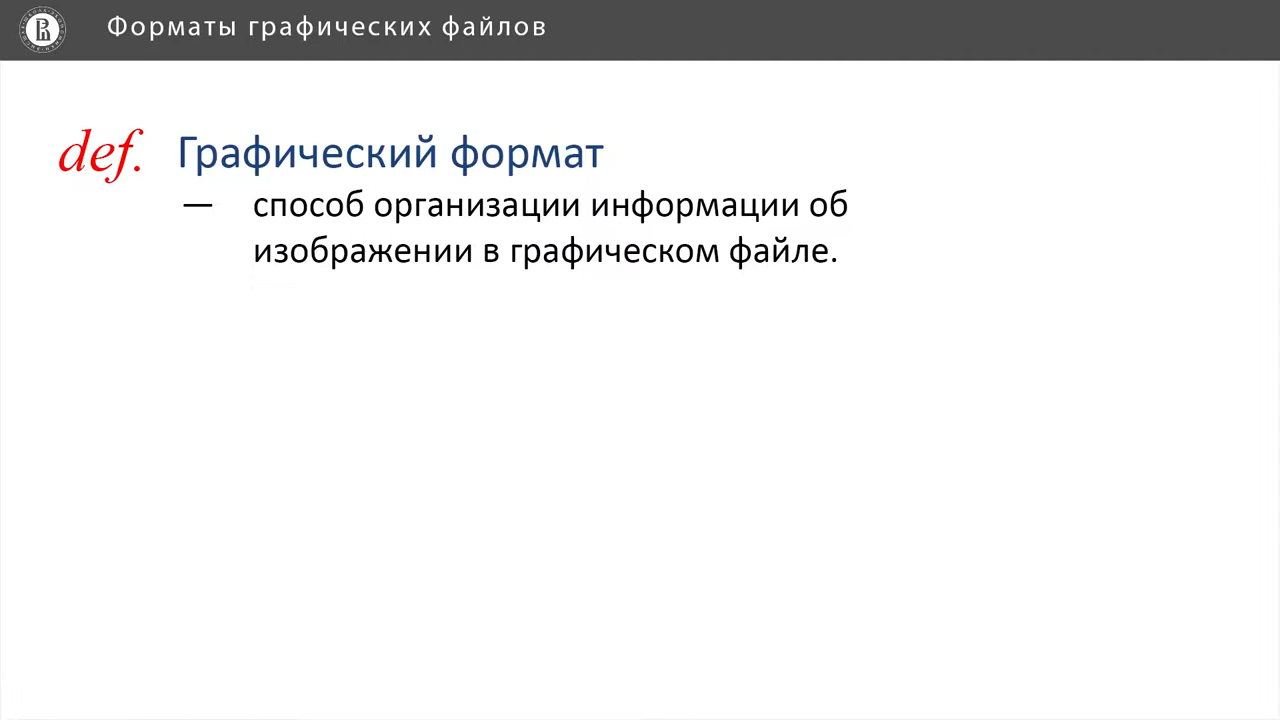 Форматы графических файлов
def. Графический формат
— способ организации информации об
изображении в графическом файле.